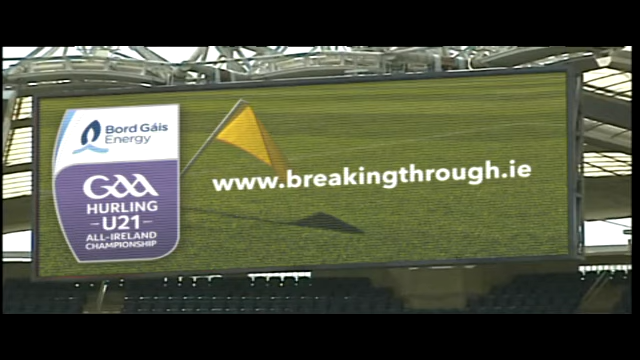 Bord Gáis
Energy
GAA
HURLING
U21
ALL-IRELAND
CHAMPIONSHIP
www.breakingthrough.ie